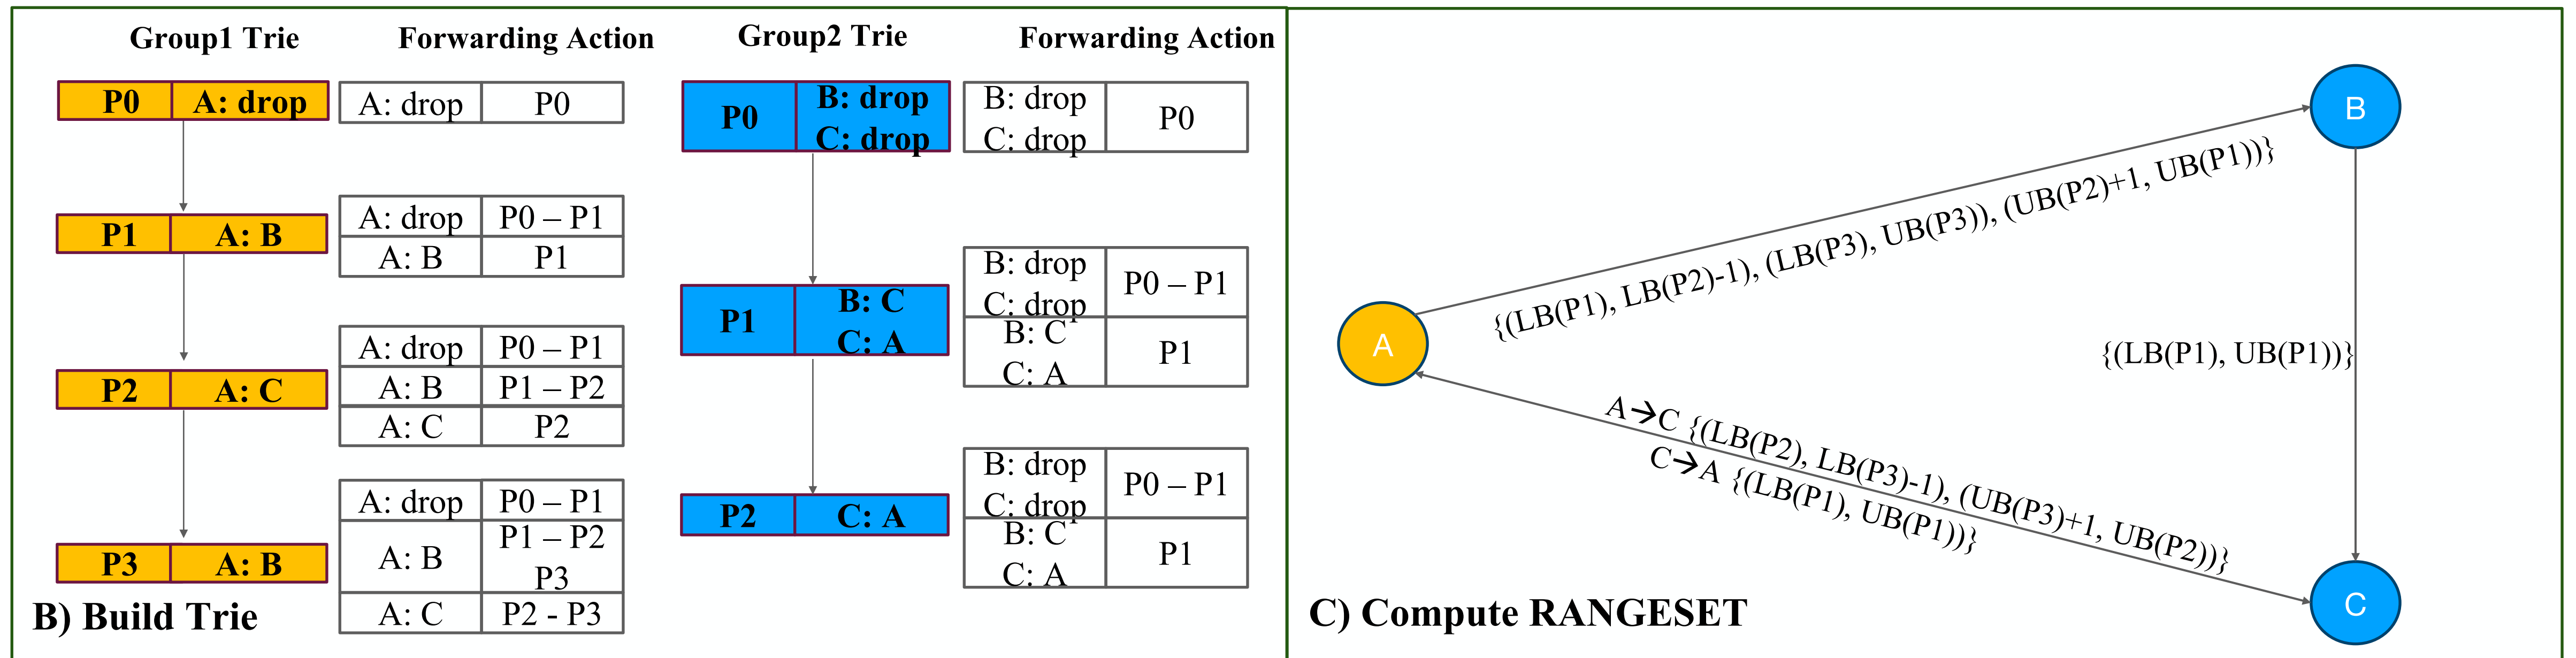 Group1 Trie
Forwarding Action
P0 A: drop
A: drop P0
P1 A: B
A: drop P0 – P1
A: B P1
P2 A: C
A: drop P0 – P1
A: B P1 – P2
A: C P2
P3 A: B
A: drop P0 – P1
A: B P1 – P2
P3
A: C P2 - P3
Group2 Trie
Forwarding Action
P0 B: drop
C: drop
B: drop P0
C: drop
P1 B: C
C: A
B: drop P0 – P1
C: drop
B: C P1
C: A
P2 C: A
B: drop P0 – P1
C: drop
B: C P1
C: A
B) Build Trie
A
B
C
{(LB(P1), LB(P2)-1), (LB(P3), UB(P3)), (UB(P2)+1, UB(P1))}
{(LB(P1), UB(P1))}
A→C {(LB(P2), LB(P3)-1), (UB(P3)+1, UB(P2))}
C→A {(LB(P1), UB(P1))}
C) Compute RANGESET